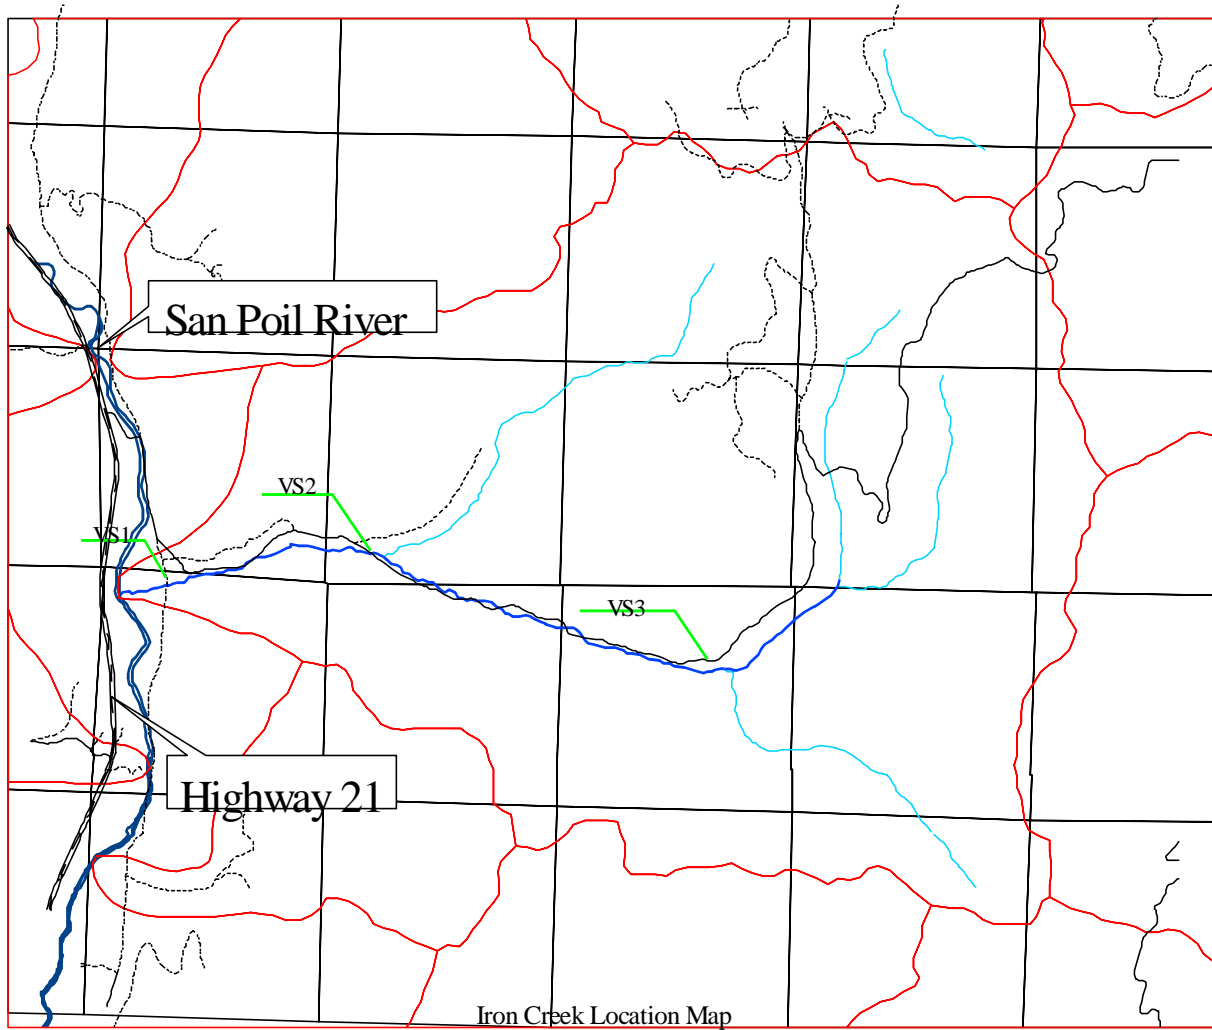 San Poil River
VS2
VS1
VS3
Highway 21
Iron Creek Location Map